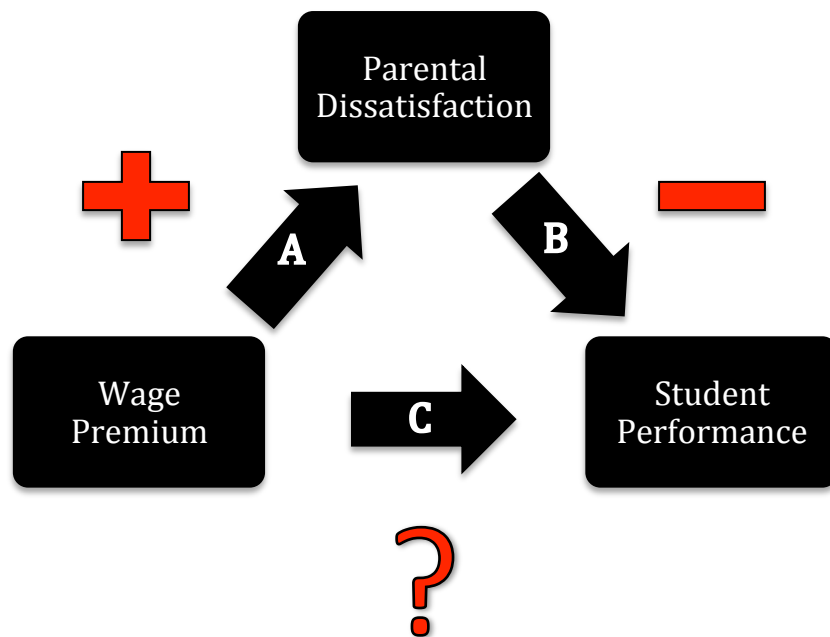 Parental
Dissatisfaction
A
B
Wage
Premium
C
Student
Performance
?